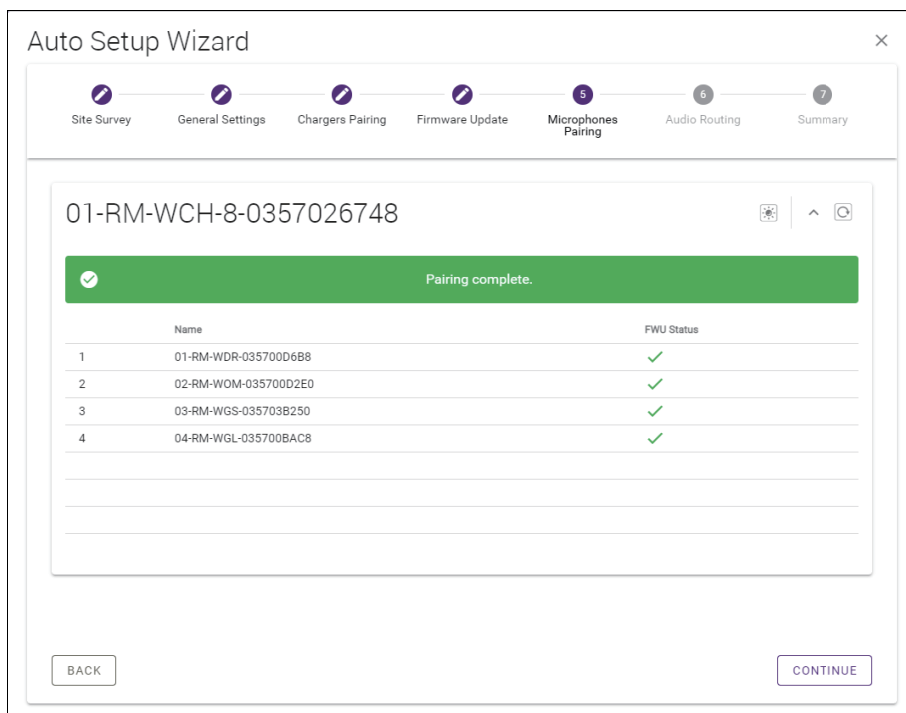 Auto Setup Wizard
Site Survey
General Settings
Chargers Pairing
Firmware Update
5
Microphones
Pairing
6
Audio Routing
7
Summary
01-RM-WCH-8-0357026748
Pairing complete.
Name FWU Status
1 01-RM-WDR-035700D6B8
2 02-RM-WOM-035700D2E0
3 03-RM-WGS-035703B250
4 04-RM-WGL-035700BAC8
BACK CONTINUE